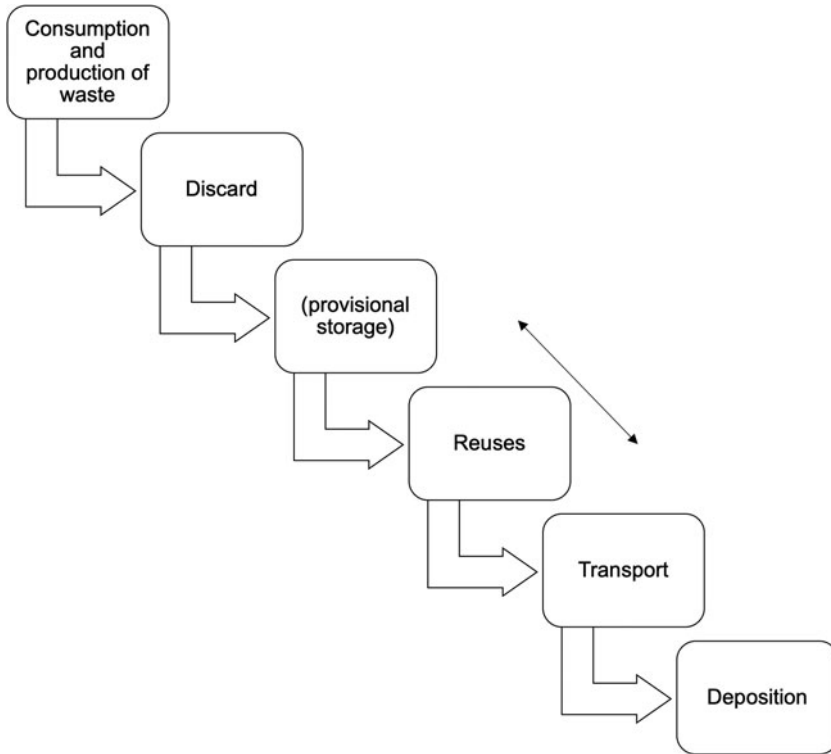 Consumption
and
production of
waste
Discard
(provisional
storage)
Reuses
Transport
Deposition